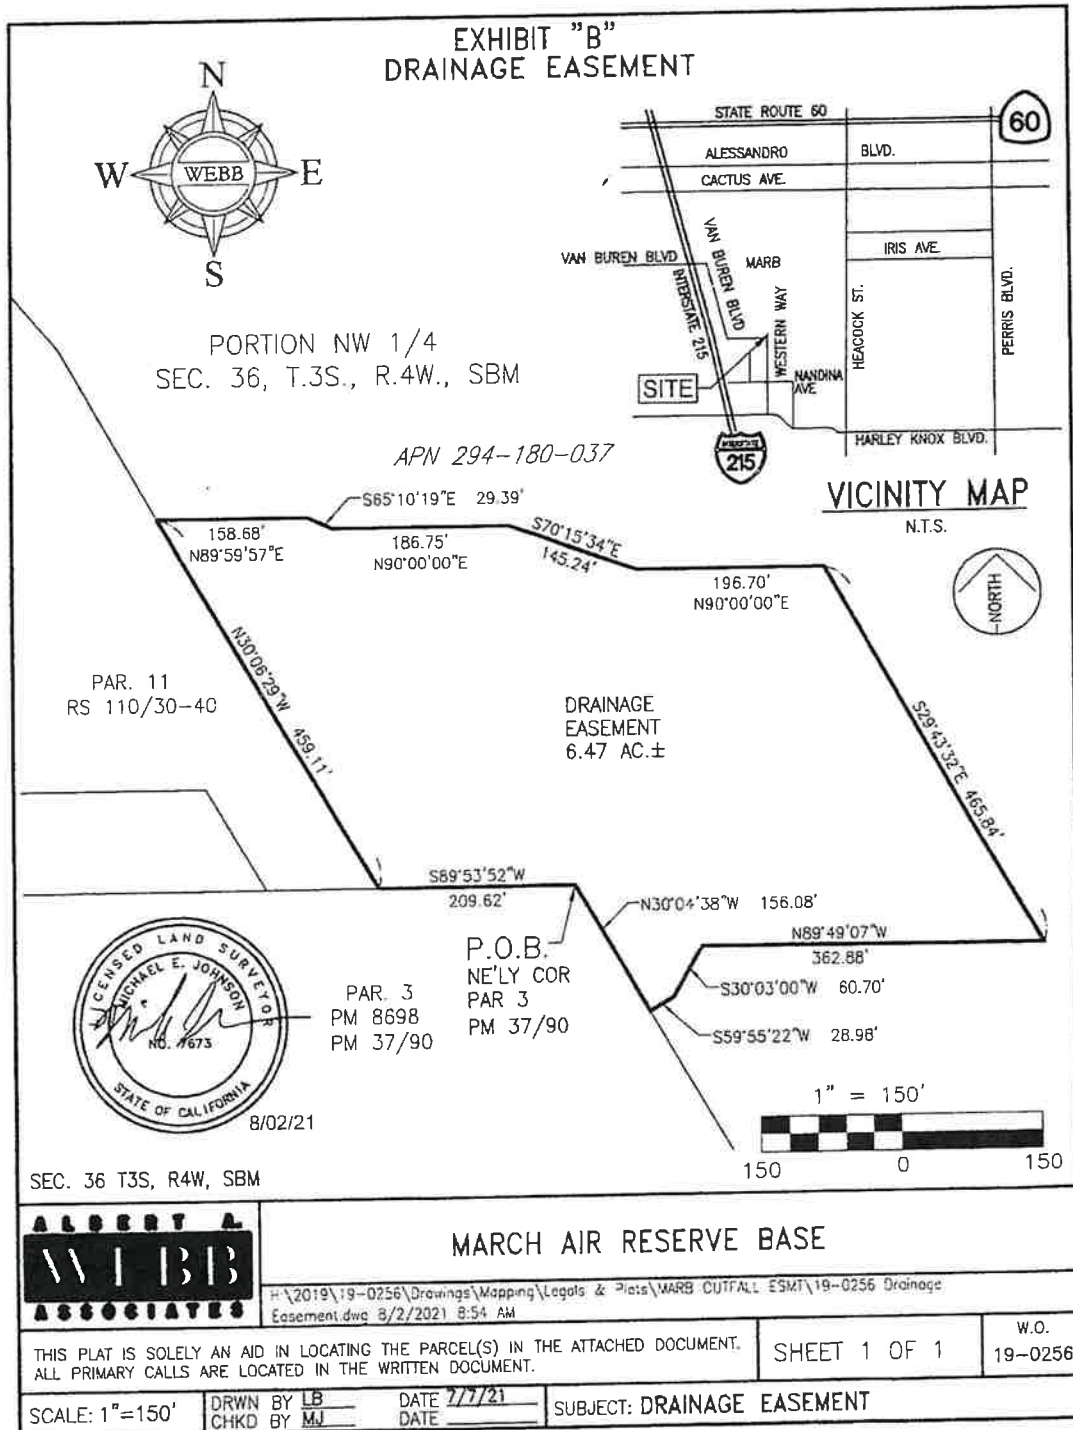 EXHIBIT "B"
DRAINAGE EASEMENT
N
W
WEBB
E
S
STATE ROUTE 60
60
ALESSANDRO
BLVD.
CACTUS AVE.
VAN BUREN BLVD
VAN BUREN BLVD
MARB
IRIS AVE.
INTERSTATE 215
WESTERN WAY
HEACOCK ST.
PERRIS BLVD.
SITE
NANDINA
AVE
HARLEY KNOX BLVD.
215
VICINITY MAP
N.T.S.
NORTH
PORTION NW 1/4
SEC. 36, T.3S., R.4W., SBM
APN 294-180-037
S65°10'19"E 29.39'
158.68'
N89°59'57"E
186.75'
N90°00'00"E
S70°15'34"E
145.24'
196.70'
N90°00'00"E
N30°06'29"W 459.11'
PAR. 11
RS 110/30-40
DRAINAGE
EASEMENT
6.47 AC.±
S29°43'32"E 465.84'
S89°53'52"W
209.62'
N30°04'38"W 156.08'
N89°49'07"W
362.88'
P.O.B.
NE'LY COR
PAR 3
PM 37/90
S30°03'00"W 60.70'
S59°55'22"W 28.98'
PAR. 3
PM 8698
PM 37/90
LICENSED LAND SURVEYOR
MICHAEL E. JOHNSON
NO. 7673
STATE OF CALIFORNIA
8/02/21
1" = 150'
150 0 150
SEC. 36 T3S, R4W, SBM
ALBERT A.
WEBB
ASSOCIATES
MARCH AIR RESERVE BASE
H:\2019\19-0256\Drawings\Mapping\Legals & Plats\MARB OUTFALL ESMT\19-0256 Drainage
Easement.dwg 8/2/2021 8:54 AM
THIS PLAT IS SOLELY AN AID IN LOCATING THE PARCEL(S) IN THE ATTACHED DOCUMENT.
ALL PRIMARY CALLS ARE LOCATED IN THE WRITTEN DOCUMENT.
SHEET 1 OF 1
W.O.
19-0256
SCALE: 1"=150'
DRWN BY LB DATE 7/7/21
CHKD BY MJ DATE
SUBJECT: DRAINAGE EASEMENT